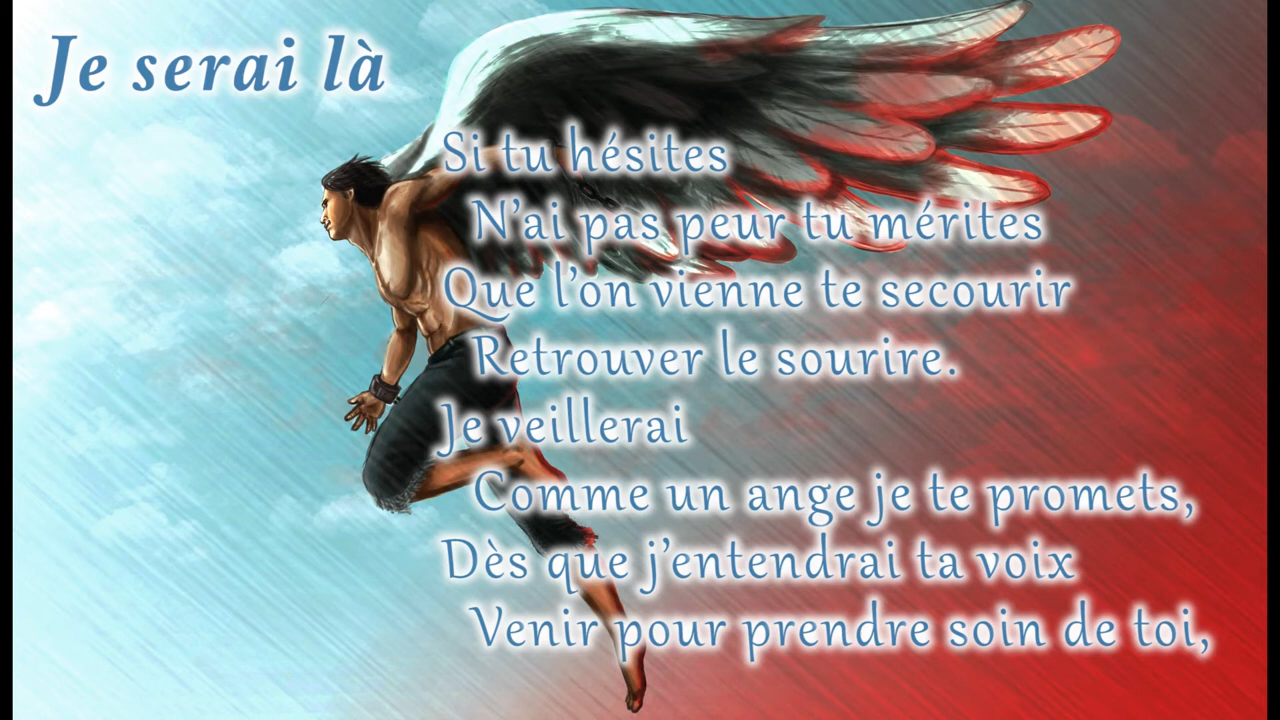 Je serai là
Si tu hésites
N'ai pas peur tu mérites
Que l'on vienne te secourir
Retrouver le sourire.
Je veillerai
Comme un ange je te promets,
Dès que j'entendrai ta voix
Venir pour prendre soin de toi,